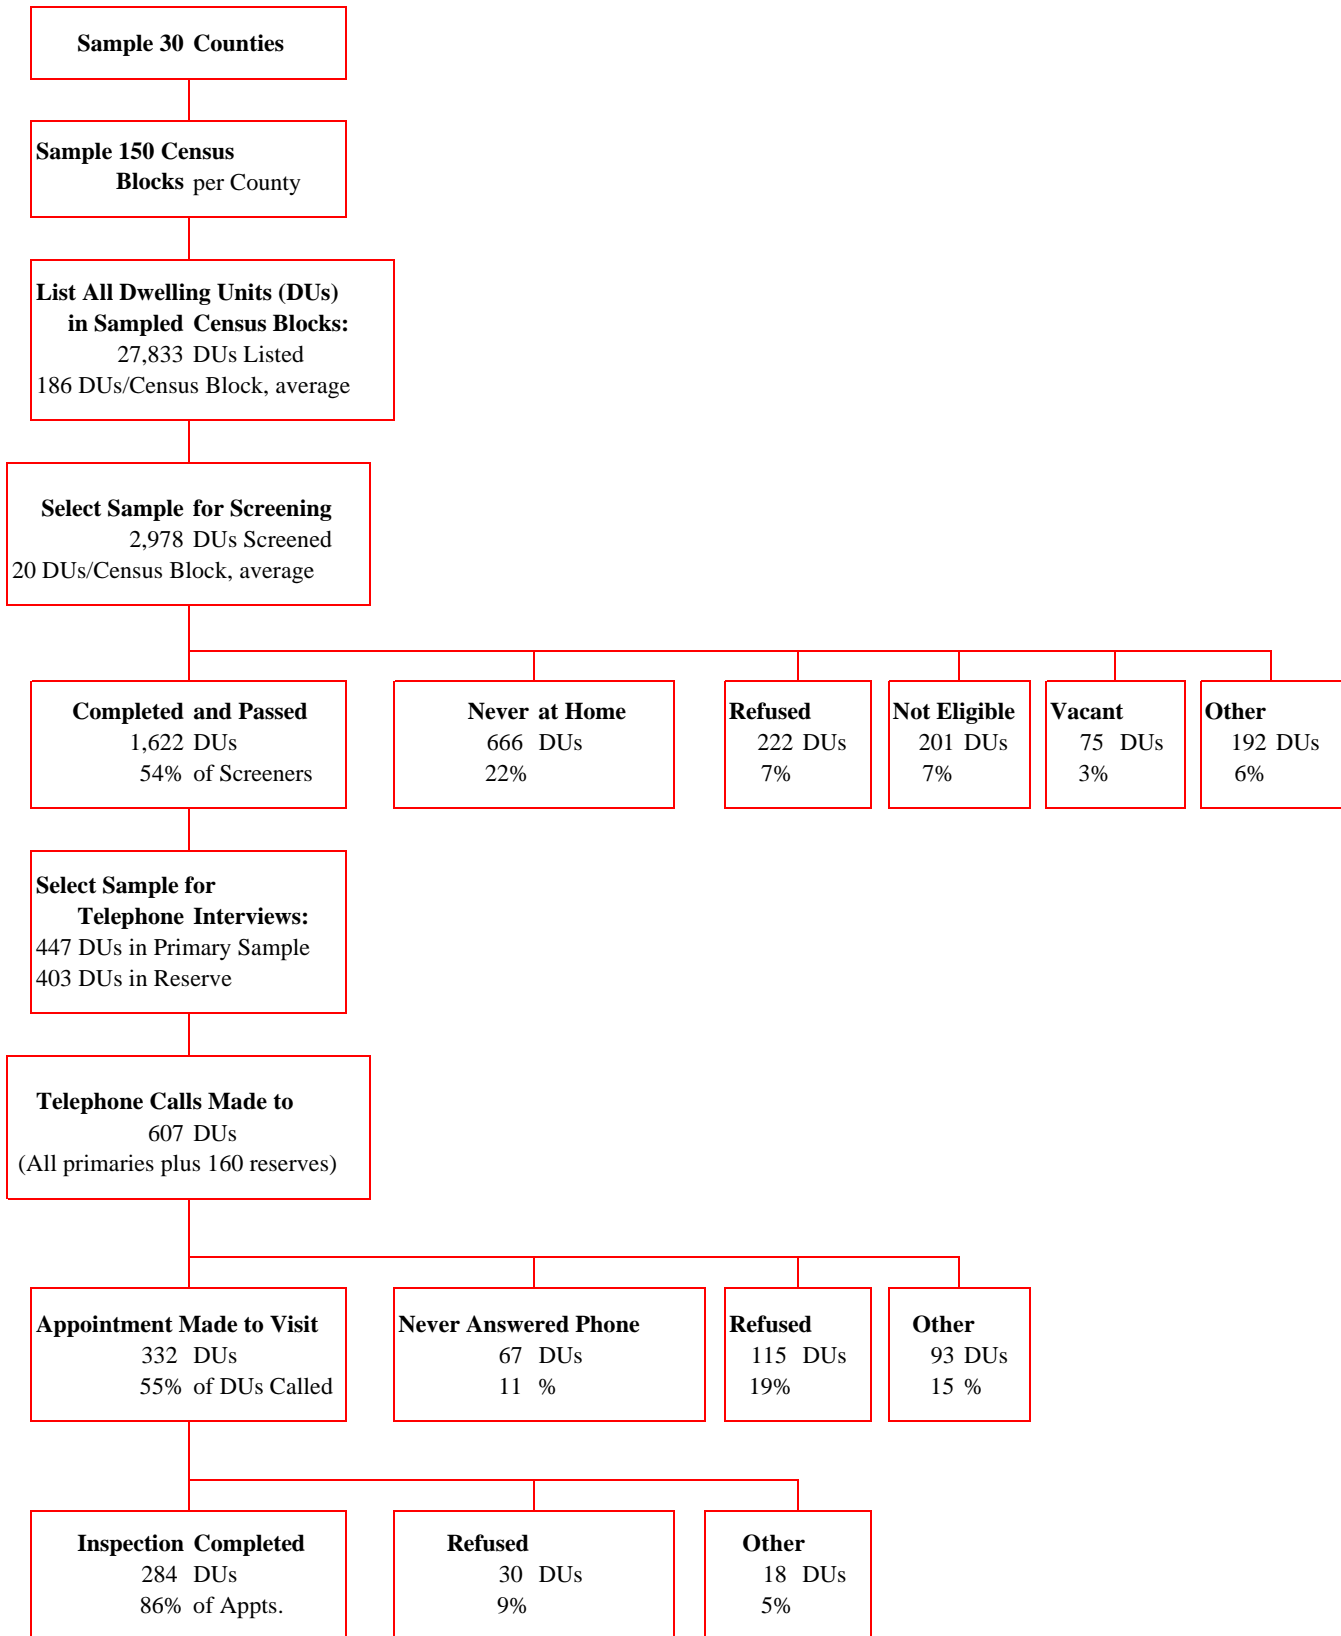 Sample 30 Counties
Sample 150 Census
Blocks per County
List All Dwelling Units (DUs)
in Sampled Census Blocks:
27,833 DUs Listed
186 DUs/Census Block, average
Select Sample for Screening
2,978 DUs Screened
20 DUs/Census Block, average
Completed and Passed
1,622 DUs
54% of Screeners
Never at Home
666 DUs
22%
Refused
222 DUs
7%
Not Eligible
201 DUs
7%
Vacant
75 DUs
3%
Other
192 DUs
6%
Select Sample for
Telephone Interviews:
447 DUs in Primary Sample
403 DUs in Reserve
Telephone Calls Made to
607 DUs
(All primaries plus 160 reserves)
Appointment Made to Visit
332 DUs
55% of DUs Called
Never Answered Phone
67 DUs
11 %
Refused
115 DUs
19%
Other
93 DUs
15 %
Inspection Completed
284 DUs
86% of Appts.
Refused
30 DUs
9%
Other
18 DUs
5%